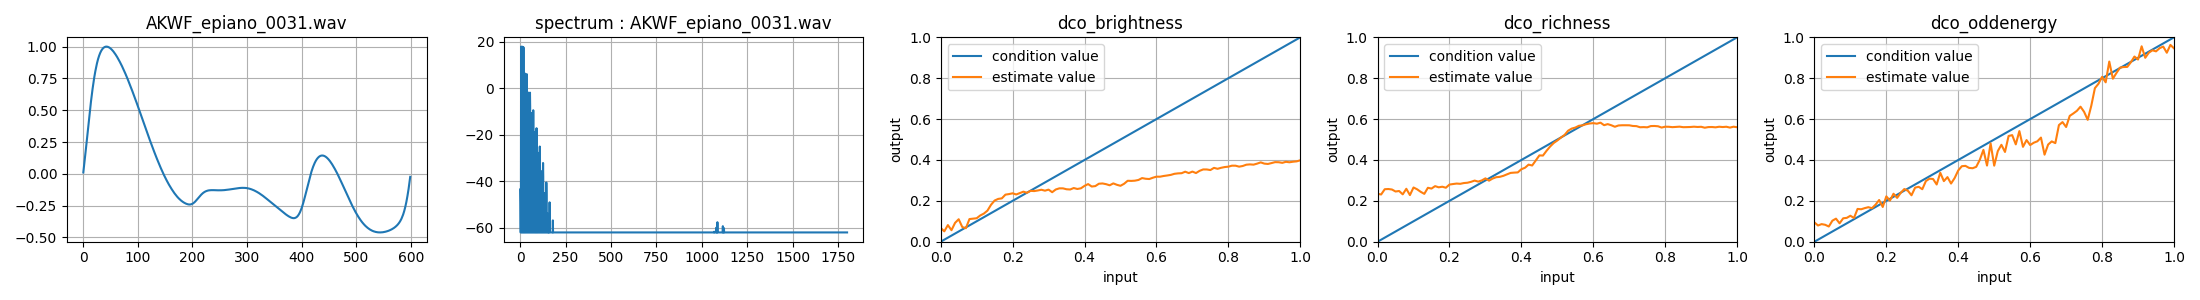 AKWF_epiano_0031.wav
1.00
0.75
0.50
0.25
0.00
−0.25
−0.50
0 100 200 300 400 500 600
spectrum : AKWF_epiano_0031.wav
20
0
−20
−40
−60
0 250 500 750 1000 1250 1500 1750
dco_brightness
condition value
estimate value
output
1.0
0.8
0.6
0.4
0.2
0.0
0.0 0.2 0.4 0.6 0.8 1.0
input
dco_richness
condition value
estimate value
output
1.0
0.8
0.6
0.4
0.2
0.0
0.0 0.2 0.4 0.6 0.8 1.0
input
dco_oddenergy
condition value
estimate value
output
1.0
0.8
0.6
0.4
0.2
0.0
0.0 0.2 0.4 0.6 0.8 1.0
input